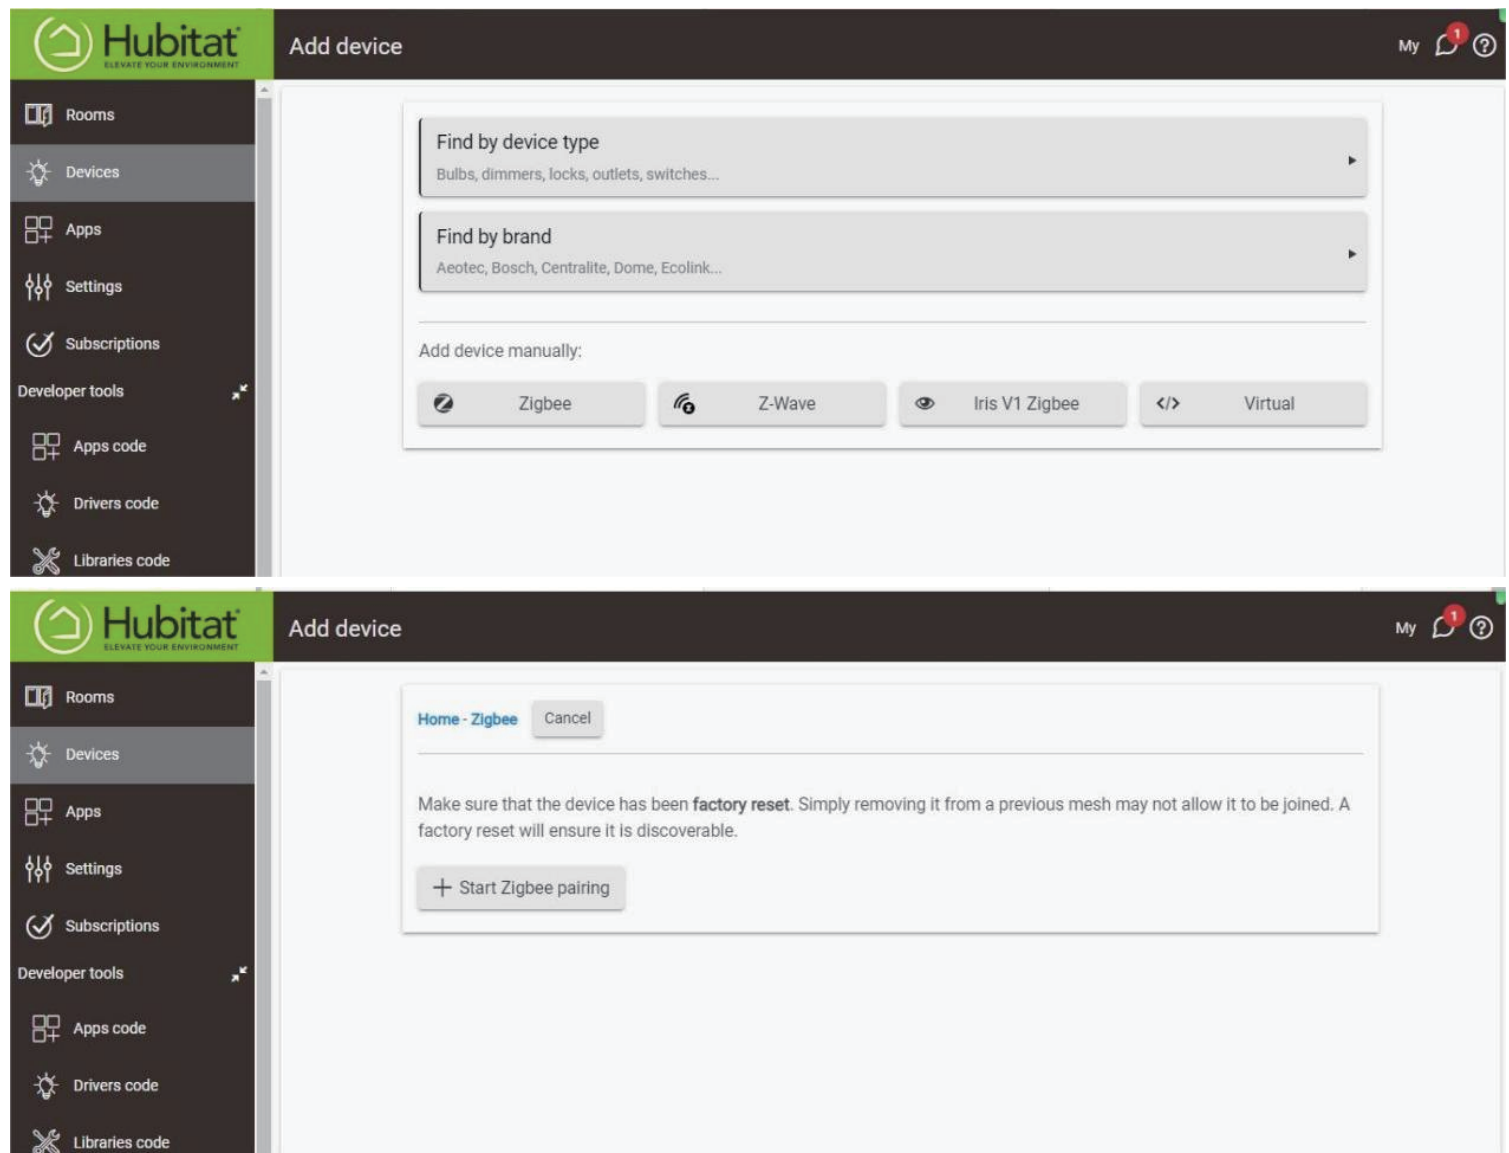 Hubitat
ELEVATE YOUR ENVIRONMENT
Add device
My
1
?
Rooms
Devices
Apps
Settings
Subscriptions
Developer tools
Apps code
Drivers code
Libraries code
Find by device type
Bulbs, dimmers, locks, outlets, switches...
Find by brand
Aeotec, Bosch, Centralite, Dome, Ecolink...
Add device manually:
Zigbee
Z-Wave
Iris V1 Zigbee
</> Virtual
Hubitat
ELEVATE YOUR ENVIRONMENT
Add device
My
1
?
Rooms
Devices
Apps
Settings
Subscriptions
Developer tools
Apps code
Drivers code
Libraries code
Home - Zigbee Cancel
Make sure that the device has been factory reset. Simply removing it from a previous mesh may not allow it to be joined. A
factory reset will ensure it is discoverable.
+ Start Zigbee pairing